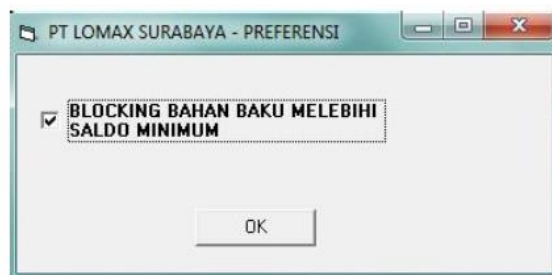 PT LOMAX SURABAYA - PREFERENSI
BLOCKING BAHAN BAKU MELEBIHI
SALDO MINIMUM
OK